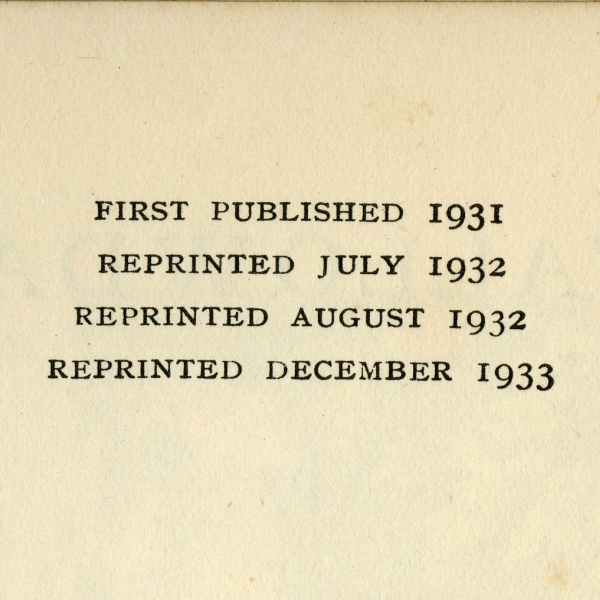 FIRST PUBLISHED 1931
REPRINTED JULY 1932
REPRINTED AUGUST 1932
REPRINTED DECEMBER 1933